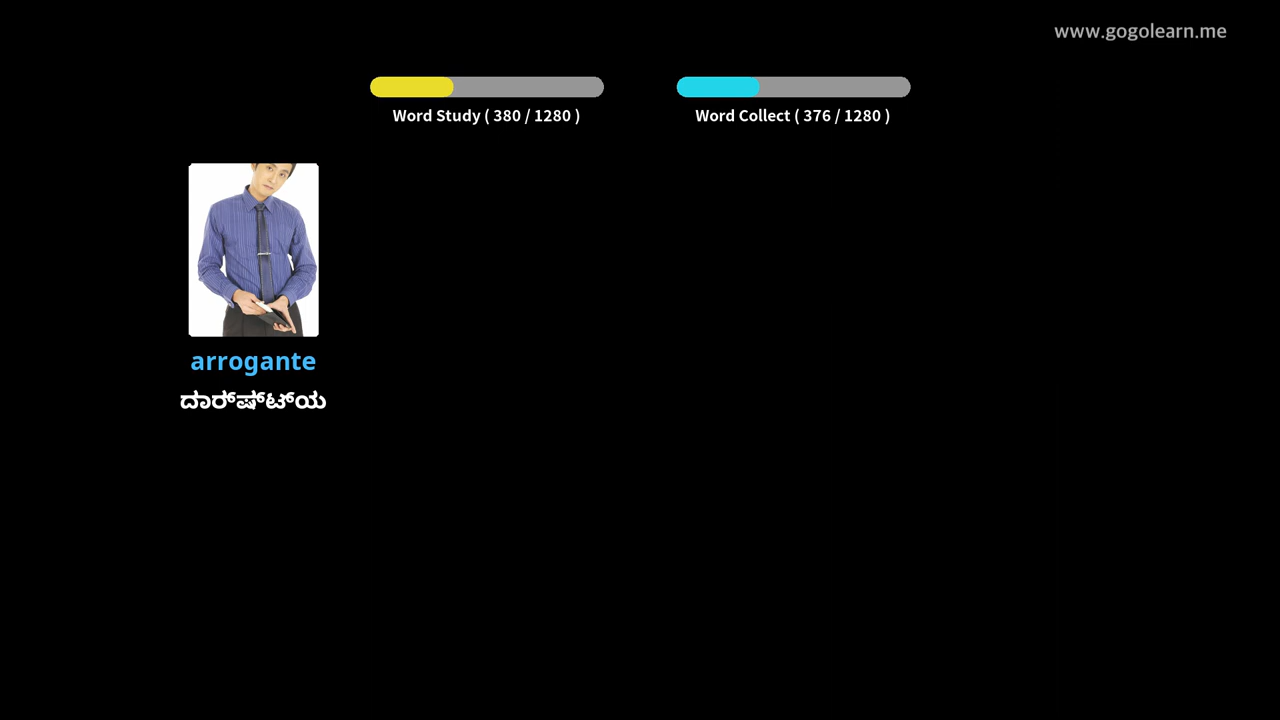 www.gogolearn.me
Word Study ( 380 / 1280 )
Word Collect ( 376 / 1280 )
arrogante
ದಾರ್‍ಷ್‍ಟ್‍ಯ